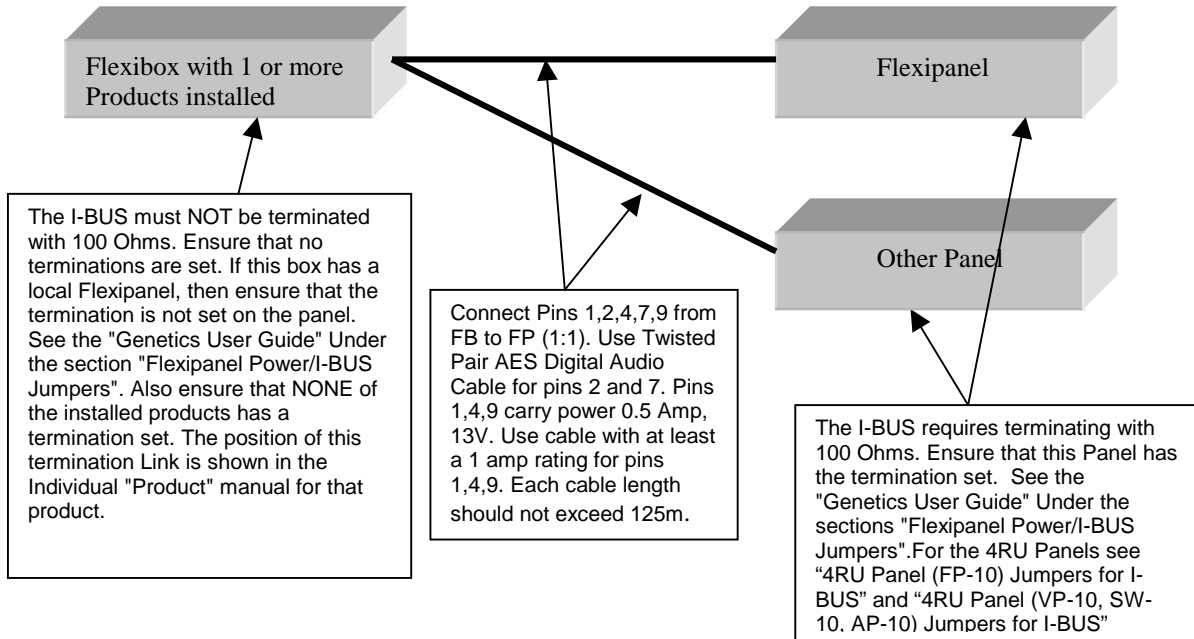 Flexibox with 1 or more
Products installed
Flexipanel
Other Panel
The I-BUS must NOT be terminated
with 100 Ohms. Ensure that no
terminations are set. If this box has a
local Flexipanel, then ensure that the
termination is not set on the panel.
See the "Genetics User Guide" Under
the section "Flexipanel Power/I-BUS
Jumpers". Also ensure that NONE of
the installed products has a
termination set. The position of this
termination Link is shown in the
Individual "Product" manual for that
product.
Connect Pins 1,2,4,7,9 from
FB to FP (1:1). Use Twisted
Pair AES Digital Audio
Cable for pins 2 and 7. Pins
1,4,9 carry power 0.5 Amp,
13V. Use cable with at least
a 1 amp rating for pins
1,4,9. Each cable length
should not exceed 125m.
The I-BUS requires terminating with
100 Ohms. Ensure that this Panel has
the termination set.  See the
"Genetics User Guide" Under the
sections "Flexipanel Power/I-BUS
Jumpers".For the 4RU Panels see
“4RU Panel (FP-10) Jumpers for I-
BUS” and “4RU Panel (VP-10, SW-
10, AP-10) Jumpers for I-BUS”